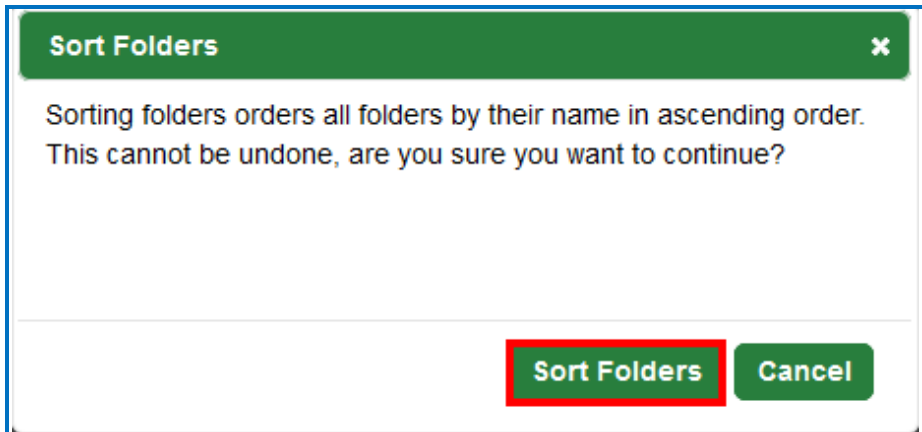 Sort Folders
Sorting folders orders all folders by their name in ascending order.
This cannot be undone, are you sure you want to continue?
Sort Folders
Cancel